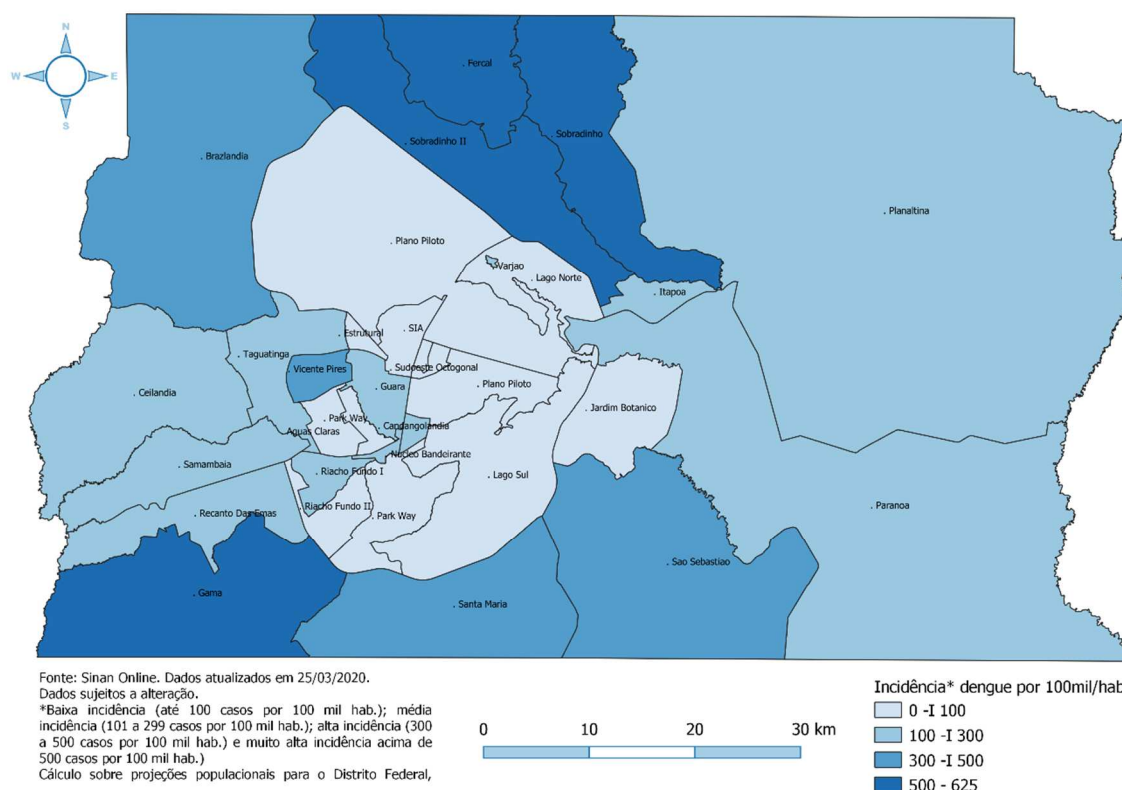 N
W E
S
Fercal
Sobradinho II
Sobradinho
Brazlandia
Planaltina
Plano Piloto
Varjao
Lago Norte
Itapoa
SIA
Estrutural
Taguatinga
Sudoeste Octogonal
Vicente Pires
Plano Piloto
Guara
Ceilandia
Jardim Botanico
Park Way
Candangolandia
Aguas Claras
Nucleo Bandeirante
Samambaia
Riacho Fundo I
Lago Sul
Riacho Fundo II
Recanto Das Emas
Park Way
Paranoa
Sao Sebastiao
Gama
Santa Maria
Fonte: Sinan Online. Dados atualizados em 25/03/2020.
Dados sujeitos a alteração.
*Baixa incidência (até 100 casos por 100 mil hab.); média
incidência (101 a 299 casos por 100 mil hab.); alta incidência (300
a 500 casos por 100 mil hab.) e muito alta incidência acima de
500 casos por 100 mil hab.)
Cálculo sobre projeções populacionais para o Distrito Federal,
0 10 20 30 km
Incidência* dengue por 100mil/hab
0 -I 100
100 -I 300
300 -I 500
500 - 625